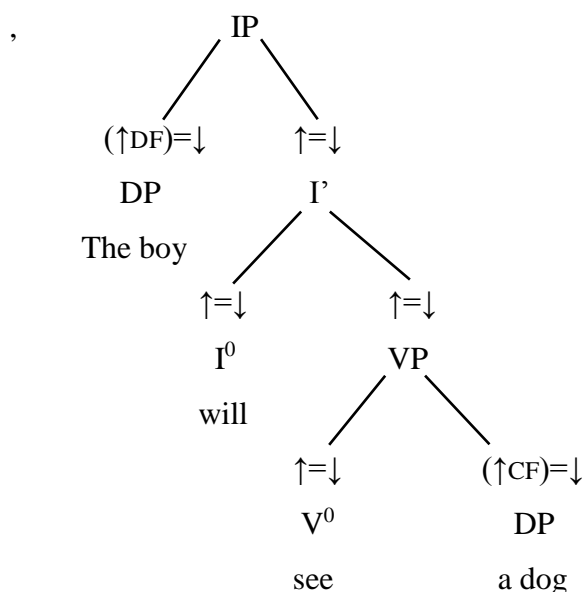 , IP
(↑DF)=↓ ↑=↓
DP I’
The boy
↑=↓ ↑=↓
I⁰ VP
will
↑=↓ (↑CF)=↓
V⁰ DP
see a dog